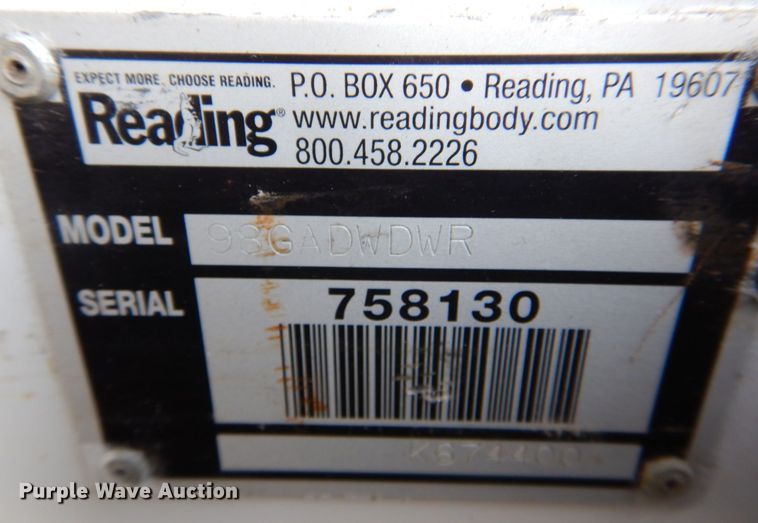 EXPECT MORE. CHOOSE READING.
Reading®
P.O. BOX 650 • Reading, PA 19607
www.readingbody.com
800.458.2226
MODEL 98GADWDWR
SERIAL 758130
K674400
Purple Wave Auction